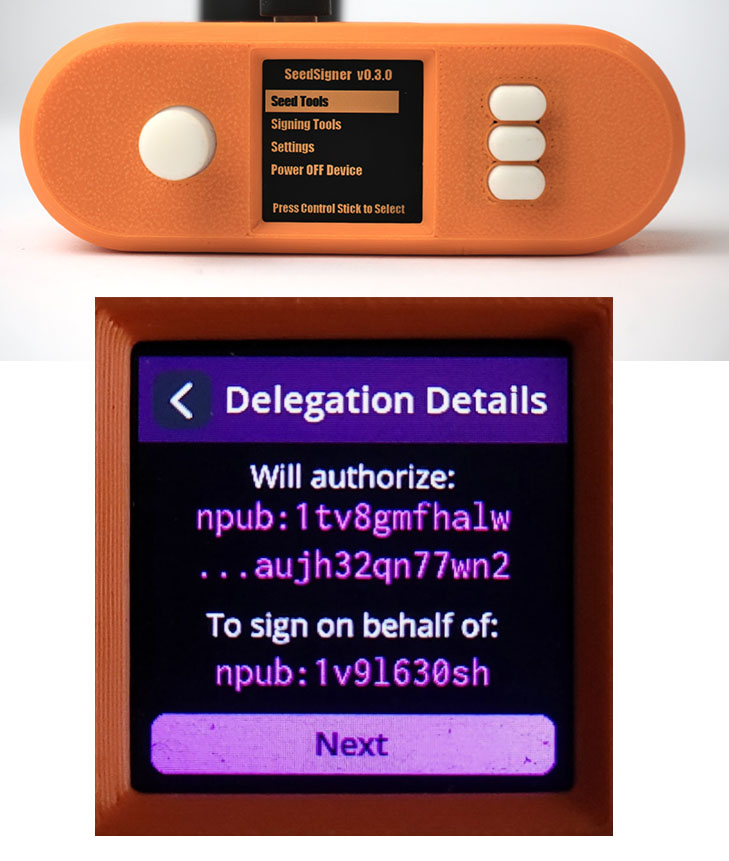 SeedSigner v0.3.0
Seed Tools
Signing Tools
Settings
Power OFF Device
Press Control Stick to Select
Delegation Details
Will authorize:
npub:1tv8gmfhalw
...aujh32qn77wn2
To sign on behalf of:
npub:1v9l630sh
Next